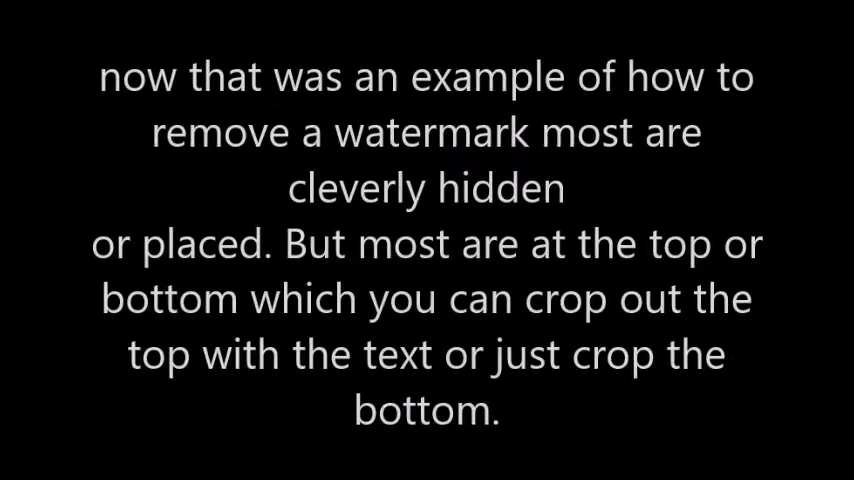 now that was an example of how to
remove a watermark most are
cleverly hidden
or placed. But most are at the top or
bottom which you can crop out the
top with the text or just crop the
bottom.